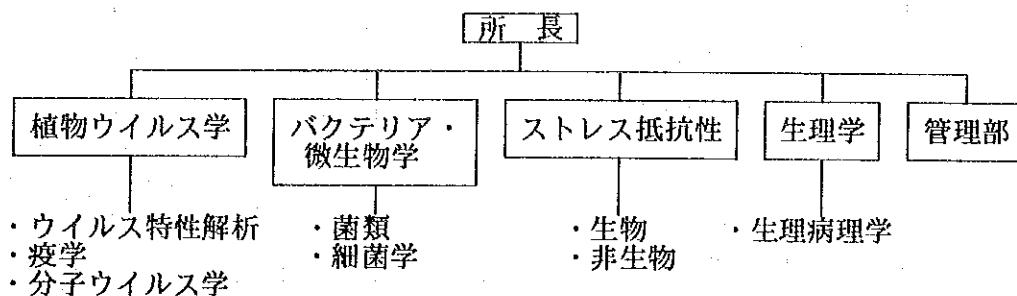 所長
植物ウイルス学
バクテリア・
微生物学
ストレス抵抗性
生理学
管理部
・ウイルス特性解析
・疫学
・分子ウイルス学
・菌類
・細菌学
・生物
・非生物
・生理病理学